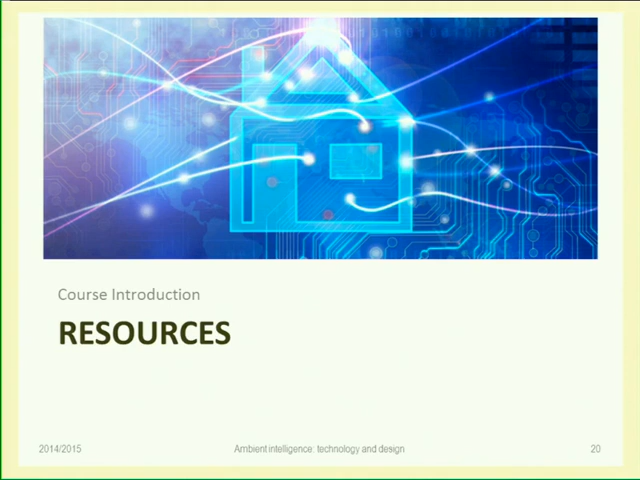 Course Introduction
RESOURCES
2014/2015
Ambient intelligence: technology and design
20